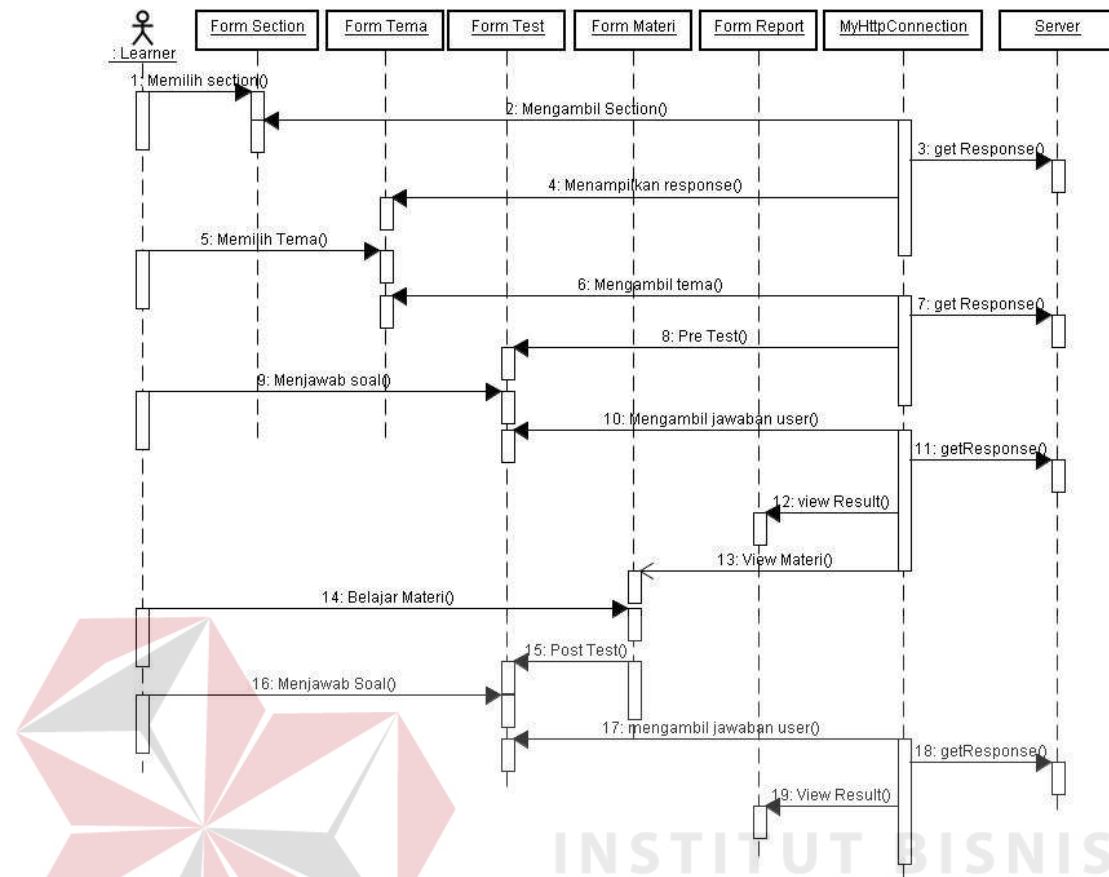 Form Section
Form Tema
Form Test
Form Materi
Form Report
MyHttpConnection
Server
: Learner
1: Memilih section()
2: Mengambil Section()
3: get Response()
4: Menampilkan response()
5: Memilih Tema()
6: Mengambil tema()
7: get Response()
8: Pre Test()
9: Menjawab soal()
10: Mengambil jawaban user()
11: getResponse()
12: view Result()
13: View Materi()
14: Belajar Materi()
15: Post Test()
16: Menjawab Soal()
17: mengambil jawaban user()
18: getResponse()
19: View Result()
INSTITUT BISNIS